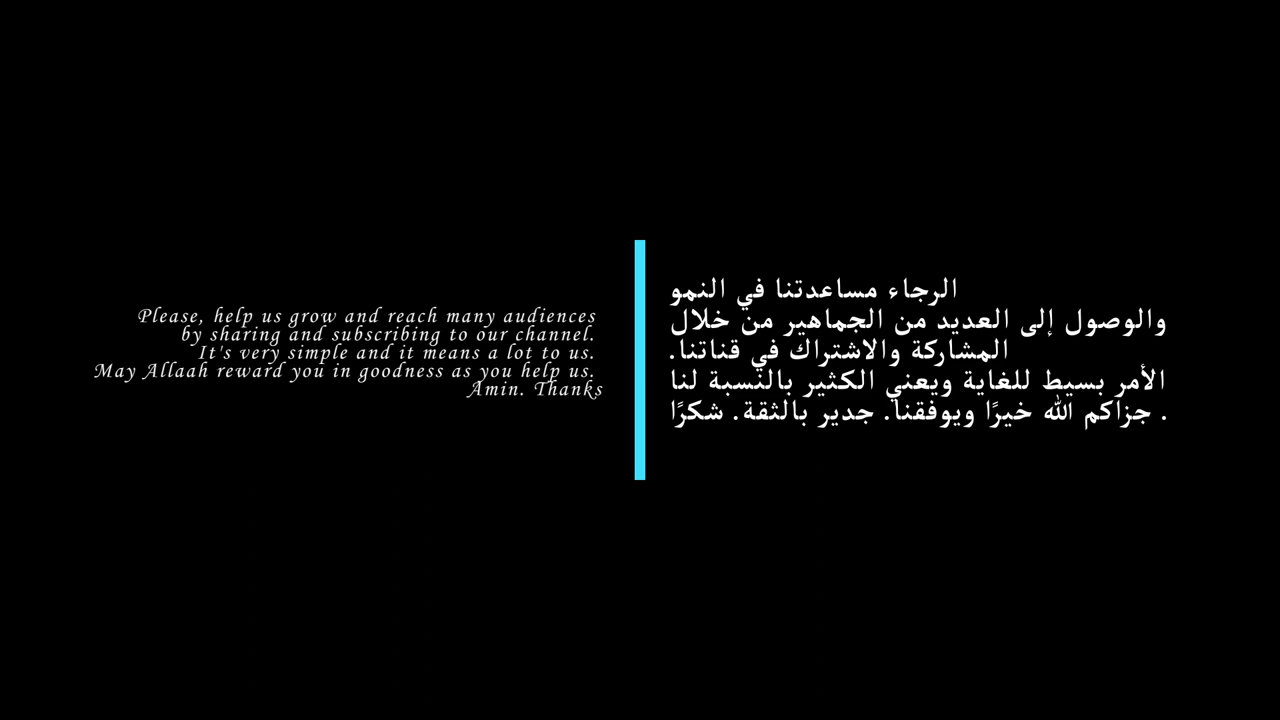 Please, help us grow and reach many audiences
by sharing and subscribing to our channel.
It's very simple and it means a lot to us.
May Allaah reward you in goodness as you help us.
Amin. Thanks
الرجاء مساعدتنا في النمو
والوصول إلى العديد من الجماهير من خلال
المشاركة والاشتراك في قناتنا.
الأمر بسيط للغاية ويعني الكثير بالنسبة لنا
. جزاكم الله خيرًا ويوفقنا. جدير بالثقة. شكرًا